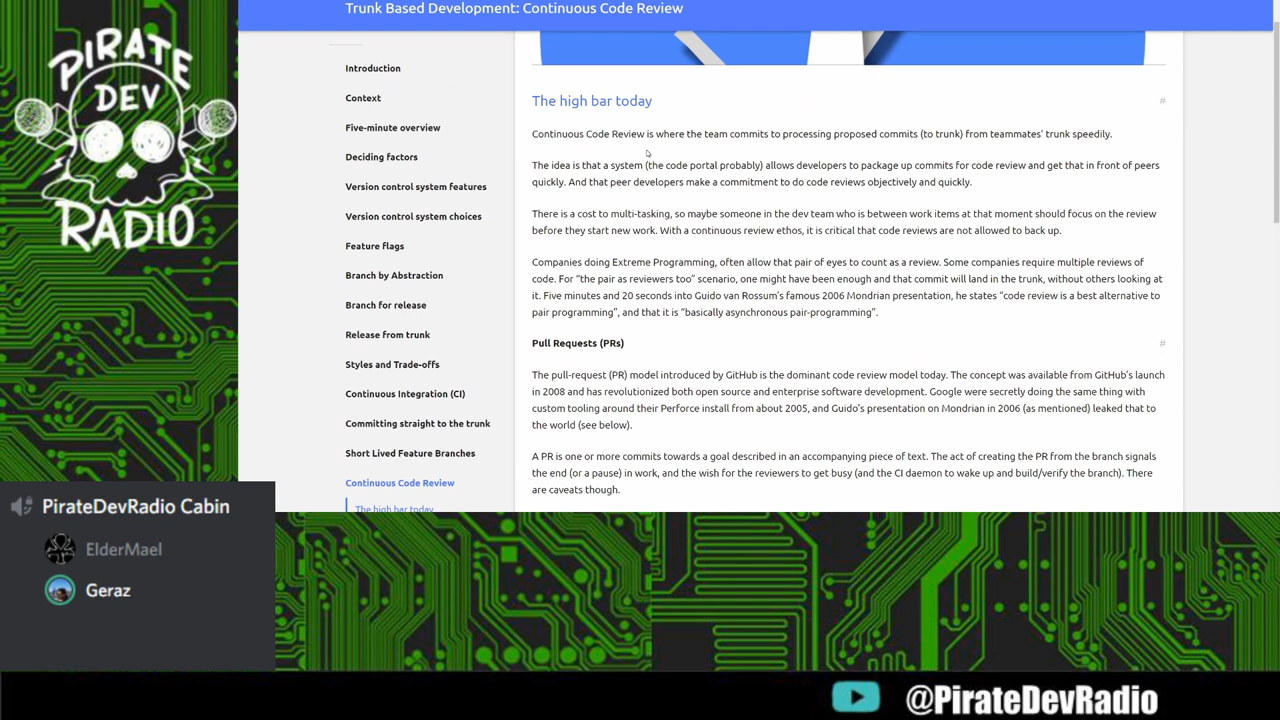 PIRATE
DEV
RADIO
Trunk Based Development: Continuous Code Review
Introduction
Context
Five-minute overview
Deciding factors
Version control system features
Version control system choices
Feature flags
Branch by Abstraction
Branch for release
Release from trunk
Styles and Trade-offs
Continuous Integration (CI)
Committing straight to the trunk
Short Lived Feature Branches
Continuous Code Review
The high bar today
The high bar today #
Continuous Code Review is where the team commits to processing proposed commits (to trunk) from teammates’ trunk speedily.
The idea is that a system (the code portal probably) allows developers to package up commits for code review and get that in front of peers
quickly. And that peer developers make a commitment to do code reviews objectively and quickly.
There is a cost to multi-tasking, so maybe someone in the dev team who is between work items at that moment should focus on the review
before they start new work. With a continuous review ethos, it is critical that code reviews are not allowed to back up.
Companies doing Extreme Programming, often allow that pair of eyes to count as a review. Some companies require multiple reviews of
code. For “the pair as reviewers too” scenario, one might have been enough and that commit will land in the trunk, without others looking at
it. Five minutes and 20 seconds into Guido van Rossum’s famous 2006 Mondrian presentation, he states “code review is a best alternative to
pair programming”, and that it is “basically asynchronous pair-programming”.
Pull Requests (PRs) #
The pull-request (PR) model introduced by GitHub is the dominant code review model today. The concept was available from GitHub’s launch
in 2008 and has revolutionized both open source and enterprise software development. Google were secretly doing the same thing with
custom tooling around their Perforce install from about 2005, and Guido’s presentation on Mondrian in 2006 (as mentioned) leaked that to
the world (see below).
A PR is one or more commits towards a goal described in an accompanying piece of text. The act of creating the PR from the branch signals
the end (or a pause) in work, and the wish for the reviewers to get busy (and the CI daemon to wake up and build/verify the branch). There
are caveats though.
PirateDevRadio Cabin
ElderMael
Geraz
@PirateDevRadio